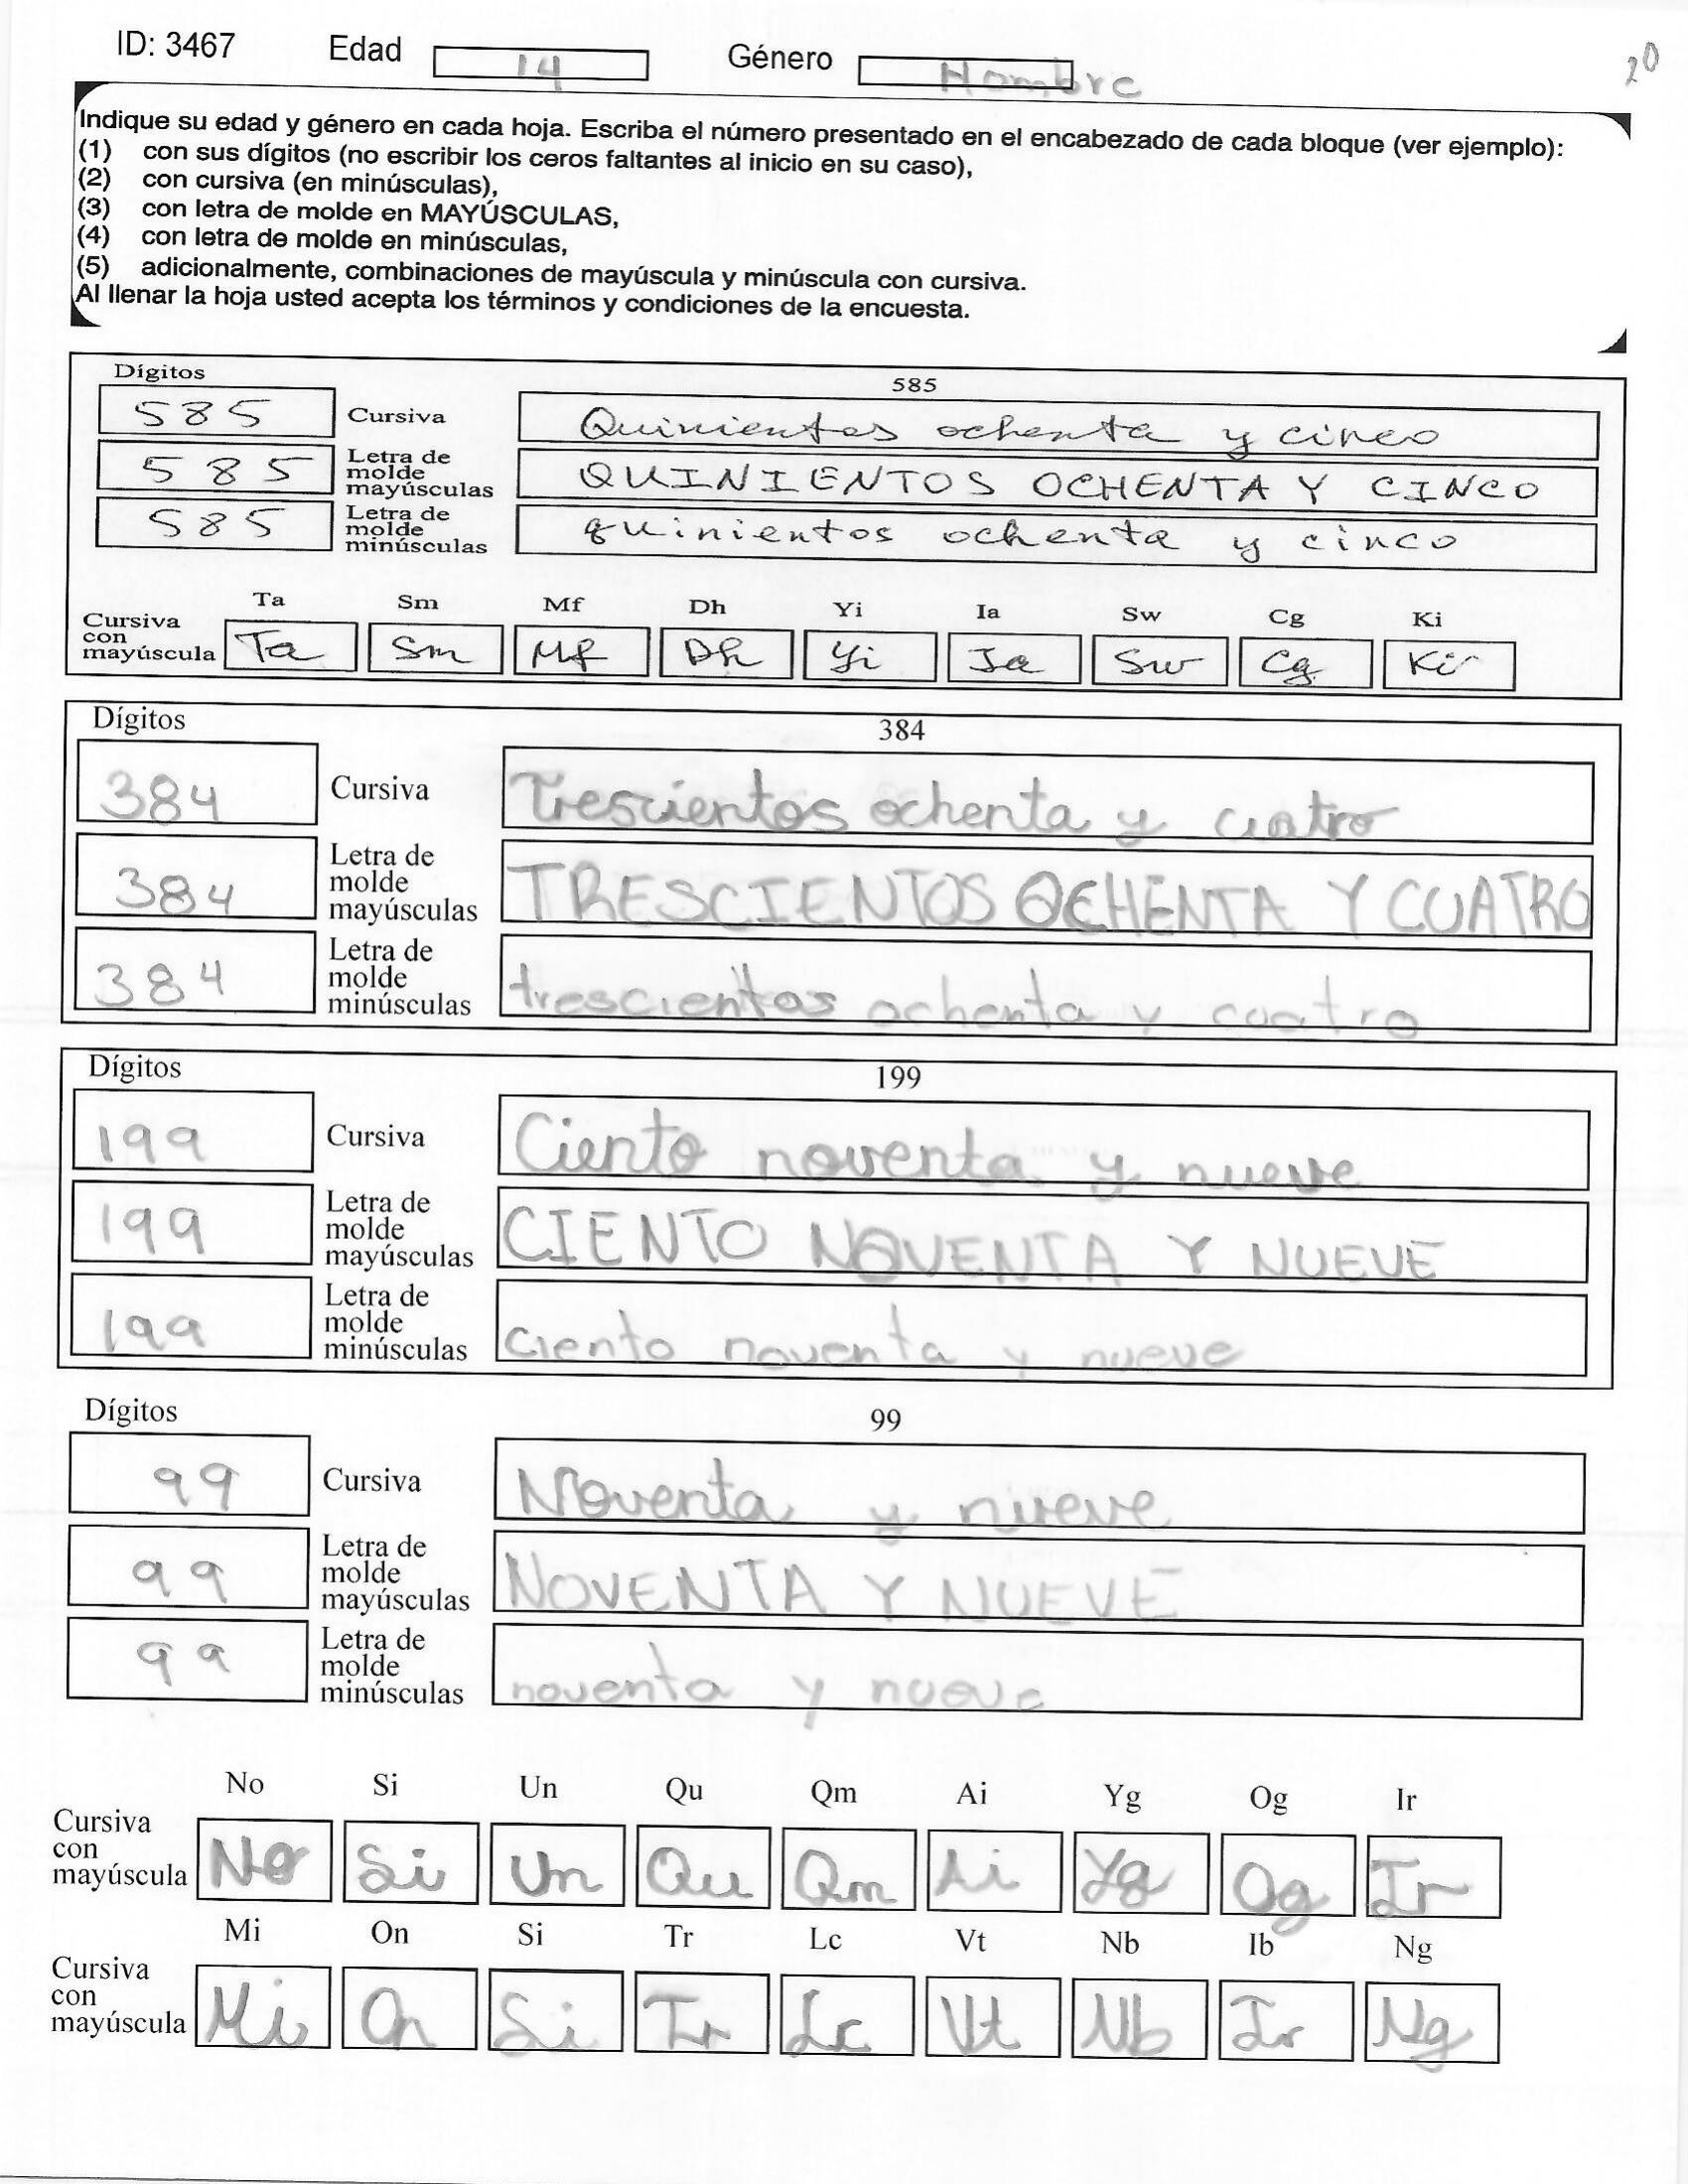 ID: 3467 Edad 14 Género Hombre 20
Indique su edad y género en cada hoja. Escriba el número presentado en el encabezado de cada bloque (ver ejemplo):
(1) con sus dígitos (no escribir los ceros faltantes al inicio en su caso),
(2) con cursiva (en minúsculas),
(3) con letra de molde en MAYÚSCULAS,
(4) con letra de molde en minúsculas,
(5) adicionalmente, combinaciones de mayúscula y minúscula con cursiva.
Al llenar la hoja usted acepta los términos y condiciones de la encuesta.
Dígitos 585
585 Cursiva Quinientos ochenta y cinco
585 Letra de molde mayúsculas QUINIENTOS OCHENTA Y CINCO
585 Letra de molde minúsculas quinientos ochenta y cinco
Ta Sm Mf Dh Yi Ia Sw Cg Ki
Cursiva con mayúscula Ta Sm Mf Dh Yi Ia Sw Cg Ki
Dígitos 384
384 Cursiva Trescientos ochenta y cuatro
384 Letra de molde mayúsculas TRESCIENTOS OCHENTA Y CUATRO
384 Letra de molde minúsculas trescientos ochenta y cuatro
Dígitos 199
199 Cursiva Ciento noventa y nueve
199 Letra de molde mayúsculas CIENTO NOVENTA Y NUEVE
199 Letra de molde minúsculas ciento noventa y nueve
Dígitos 99
99 Cursiva Noventa y nueve
99 Letra de molde mayúsculas NOVENTA Y NUEVE
99 Letra de molde minúsculas noventa y nueve
No Si Un Qu Qm Ai Yg Og Ir
Cursiva con mayúscula No Si Un Qu Qm Ai Yg Og Ir
Mi On Si Tr Lc Vt Nb Ib Ng
Cursiva con mayúscula Mi On Si Tr Lc Vt Nb Ir Ng